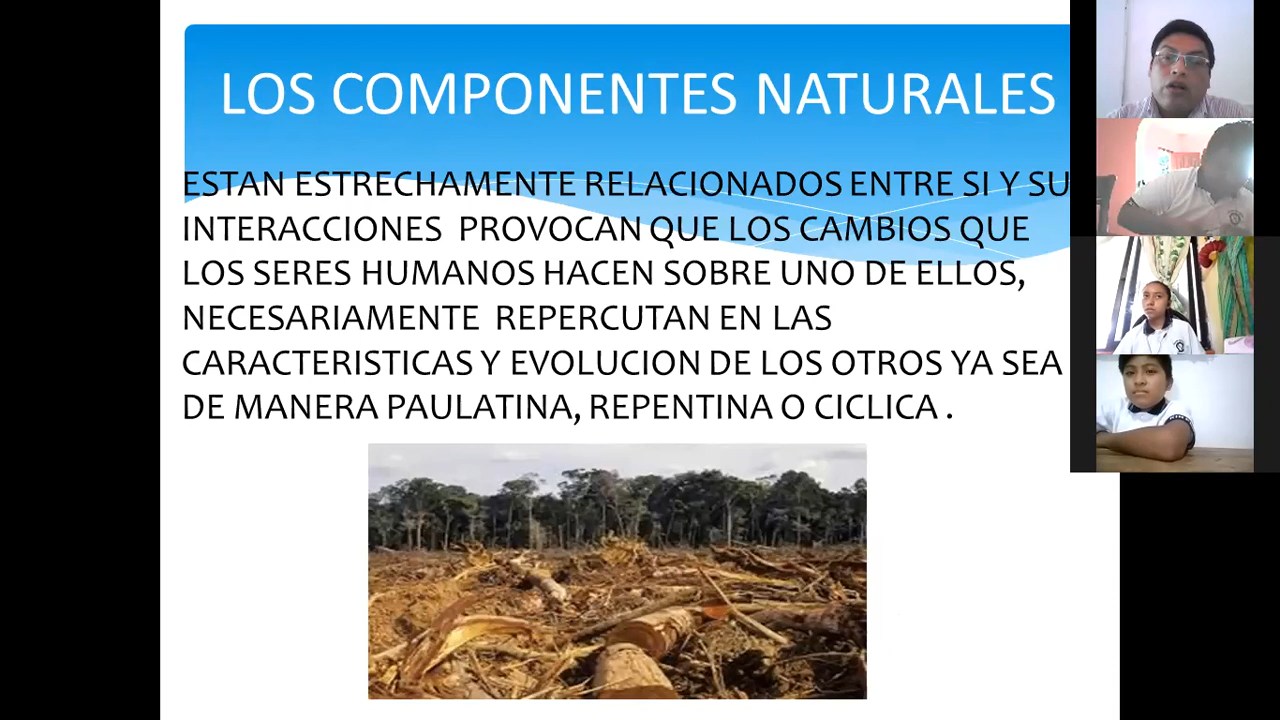 LOS COMPONENTES NATURALES
ESTAN ESTRECHAMENTE RELACIONADOS ENTRE SI Y SU
INTERACCIONES PROVOCAN QUE LOS CAMBIOS QUE
LOS SERES HUMANOS HACEN SOBRE UNO DE ELLOS,
NECESARIAMENTE REPERCUTAN EN LAS
CARACTERISTICAS Y EVOLUCION DE LOS OTROS YA SEA
DE MANERA PAULATINA, REPENTINA O CICLICA .